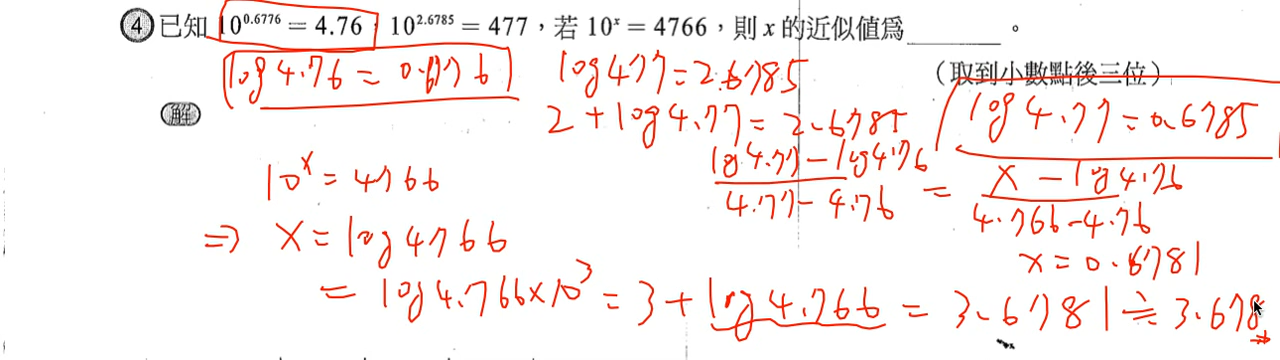 ④ 已知 10^0.6776 = 4.76,10^2.6785 = 477,若 10^x = 4766,則 x 的近似值為______。
(取到小數點後三位)
log 4.76 = 0.6776 log 477 = 2.6785
解
2 + log 4.77 = 2.6785 log 4.77 = 0.6785
(log 4.77 - log 4.76)/(4.77 - 4.76) = (x - log 4.76)/(4.766 - 4.76)
10^x = 4766
x = 0.6781
⇒ x = log 4766
= log 4.766×10^3 = 3 + log 4.766 = 3.6781 ≒ 3.678